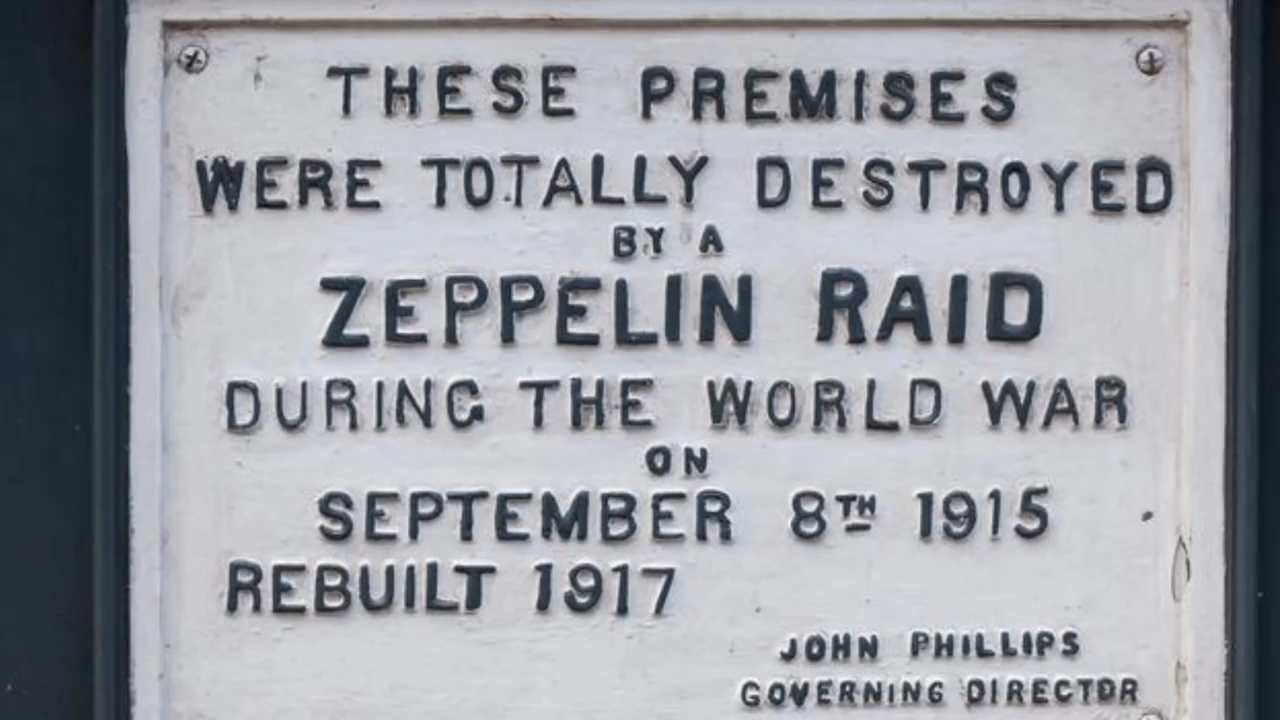 THESE PREMISES
WERE TOTALLY DESTROYED
BY A
ZEPPELIN RAID
DURING THE WORLD WAR
ON
SEPTEMBER 8TH 1915
REBUILT 1917
JOHN PHILLIPS
GOVERNING DIRECTOR